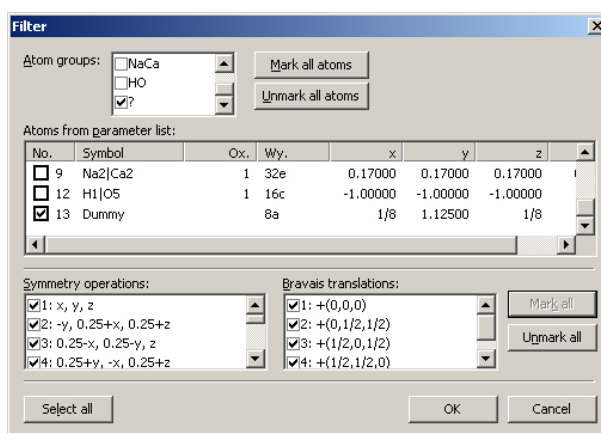 Filter
Atom groups:
NaCa
HO
?
Mark all atoms
Unmark all atoms
Atoms from parameter list:
No. Symbol Ox. Wy. x y z
9 Na2|Ca2 1 32e 0.17000 0.17000 0.17000
12 H1|O5 1 16c -1.00000 -1.00000 -1.00000
13 Dummy 8a 1/8 1.12500 1/8
Symmetry operations:
1: x, y, z
2: -y, 0.25+x, 0.25+z
3: 0.25-x, 0.25-y, z
4: 0.25+y, -x, 0.25+z
Bravais translations:
1: +(0,0,0)
2: +(0,1/2,1/2)
3: +(1/2,0,1/2)
4: +(1/2,1/2,0)
Mark all
Unmark all
Select all
OK
Cancel